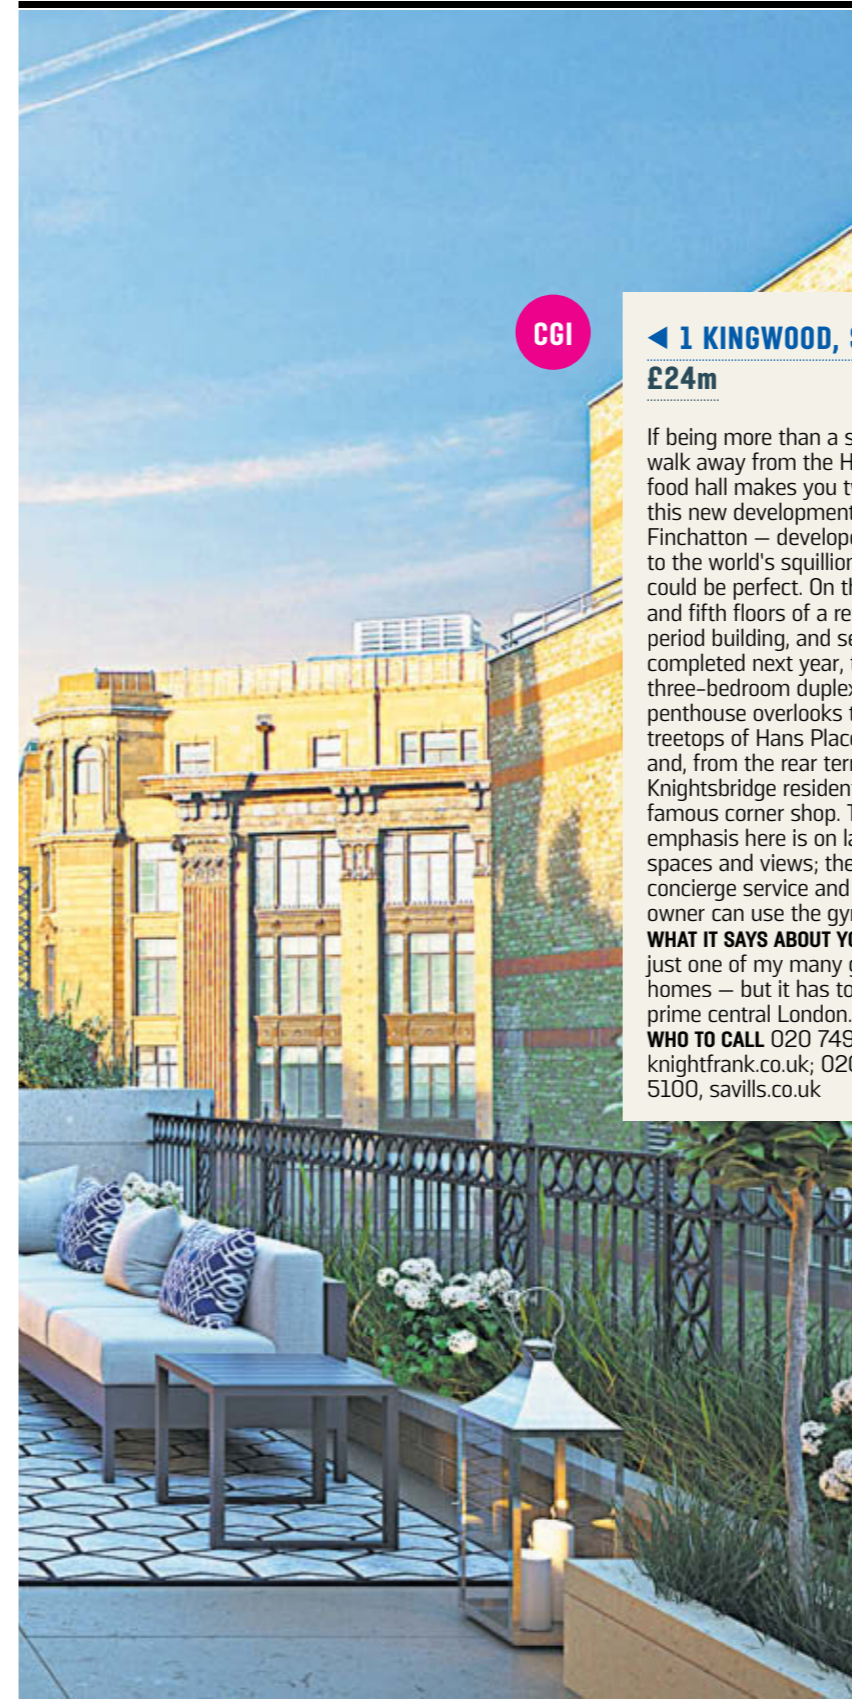 CGI
◀ 1 KINGWOOD,
£24m
If being more than a s
walk away from the H
food hall makes you t
this new development
Finchatton — develope
to the world's squillion
could be perfect. On th
and fifth floors of a re
period building, and se
completed next year, t
three-bedroom duplex
penthouse overlooks t
treetops of Hans Place
and, from the rear terr
Knightsbridge resident
famous corner shop. T
emphasis here is on la
spaces and views; the
concierge service and
owner can use the gyr
WHAT IT SAYS ABOUT YO
just one of my many g
homes — but it has to
prime central London.
WHO TO CALL 020 749
knightfrank.co.uk; 020
5100, savills.co.uk